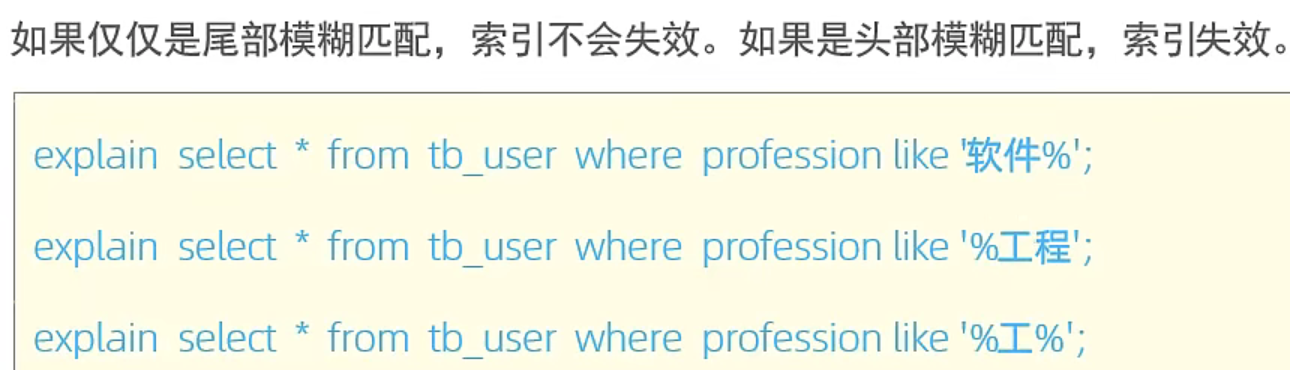 如果仅仅是尾部模糊匹配，索引不会失效。如果是头部模糊匹配，索引失效。
explain select * from tb_user where profession like '软件%';
explain select * from tb_user where profession like '%工程';
explain select * from tb_user where profession like '%工%';